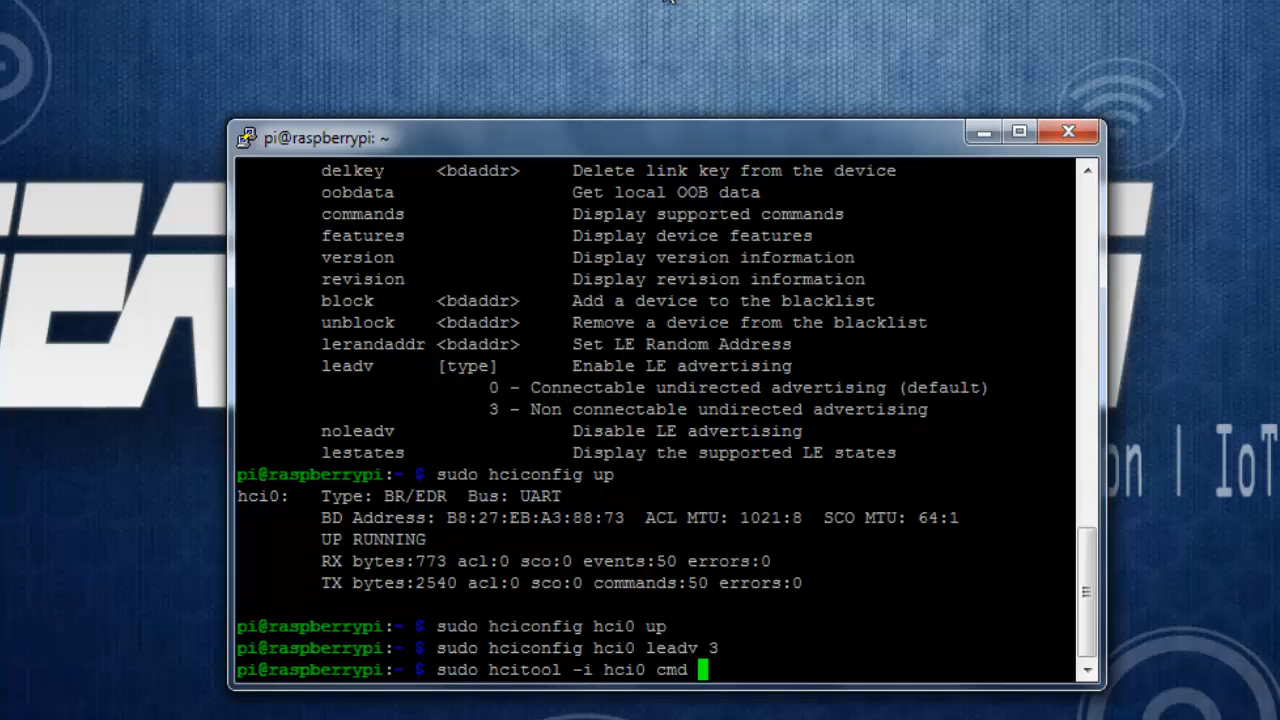 pi@raspberrypi: ~
delkey <bdaddr> Delete link key from the device
oobdata Get local OOB data
commands Display supported commands
features Display device features
version Display version information
revision Display revision information
block <bdaddr> Add a device to the blacklist
unblock <bdaddr> Remove a device from the blacklist
lerandaddr <bdaddr> Set LE Random Address
leadv [type] Enable LE advertising
0 - Connectable undirected advertising (default)
3 - Non connectable undirected advertising
noleadv Disable LE advertising
lestates Display the supported LE states
pi@raspberrypi:~ $ sudo hciconfig up
hci0: Type: BR/EDR Bus: UART
BD Address: B8:27:EB:A3:88:73 ACL MTU: 1021:8 SCO MTU: 64:1
UP RUNNING
RX bytes:773 acl:0 sco:0 events:50 errors:0
TX bytes:2540 acl:0 sco:0 commands:50 errors:0
pi@raspberrypi:~ $ sudo hciconfig hci0 up
pi@raspberrypi:~ $ sudo hciconfig hci0 leadv 3
pi@raspberrypi:~ $ sudo hcitool -i hci0 cmd
on | IoT